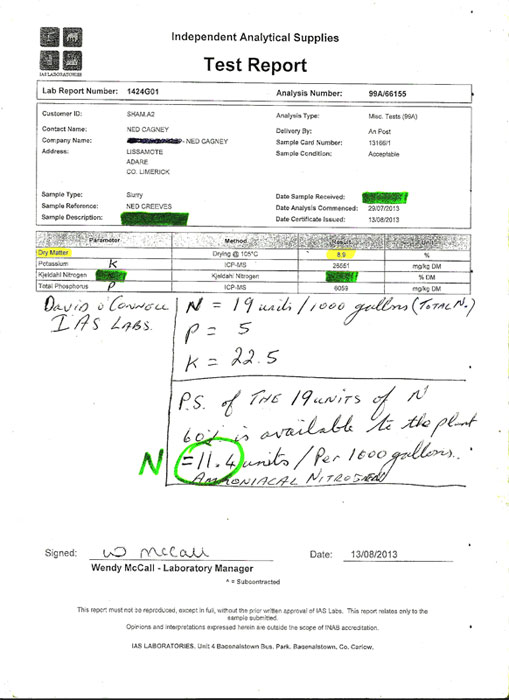 IAS LABORATORIES
Independent Analytical Supplies
Test Report
Lab Report Number: 1424G01
Analysis Number: 99A/66155
Customer ID: SHAM.A2
Contact Name: NED CAGNEY
Company Name: - NED CAGNEY
Address: LISSAMOTE
ADARE
CO. LIMERICK
Analysis Type: Misc. Tests (99A)
Delivery By: An Post
Sample Card Number: 13166/1
Sample Condition: Acceptable
Sample Type: Slurry
Sample Reference: NED CREEVES
Sample Description:
Date Sample Received:
Date Analysis Commenced: 29/07/2013
Date Certificate Issued: 13/08/2013
Parameter Method Result Unit
Dry Matter Drying @ 105°C 8.9 %
Potassium K ICP-MS 26551 mg/kg DM
Kjeldahl Nitrogen Kjeldahl Nitrogen % DM
Total Phosphorus P ICP-MS 6059 mg/kg DM
David O'Connell
IAS LABS.
N = 19 units / 1000 gallons (TOTAL N.)
P = 5
K = 22.5
P.S. of THE 19 UNITS of N
60% is available to the plant
N = 11.4 units / Per 1000 gallons.
AMMONIACAL NITROGEN
Signed: W McCall
Date: 13/08/2013
Wendy McCall - Laboratory Manager
^ = Subcontracted
This report must not be reproduced, except in full, without the prior written approval of IAS Labs. This report relates only to the
sample submitted.
Opinions and interpretations expressed herein are outside the scope of INAS accreditation.
IAS LABORATORIES. Unit 4 Bagenalstown Bus. Park. Bagenalstown, Co. Carlow.